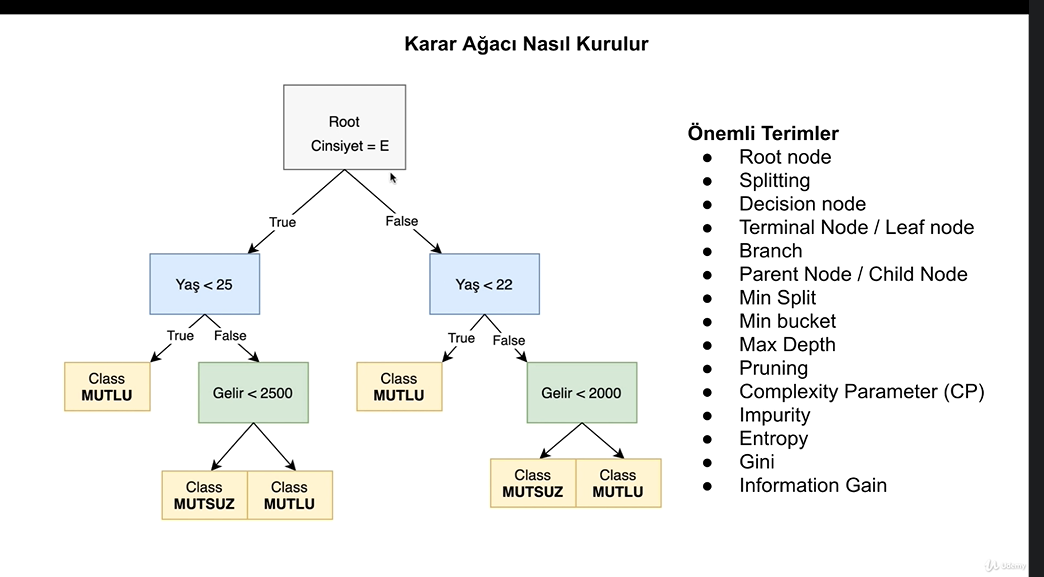 Karar Ağacı Nasıl Kurulur
Root
Cinsiyet = E
True
False
Yaş < 25
Yaş < 22
True
False
True
False
Class
MUTLU
Gelir < 2500
Class
MUTLU
Gelir < 2000
Class
MUTSUZ
Class
MUTLU
Class
MUTSUZ
Class
MUTLU
Önemli Terimler
● Root node
● Splitting
● Decision node
● Terminal Node / Leaf node
● Branch
● Parent Node / Child Node
● Min Split
● Min bucket
● Max Depth
● Pruning
● Complexity Parameter (CP)
● Impurity
● Entropy
● Gini
● Information Gain
Udemy